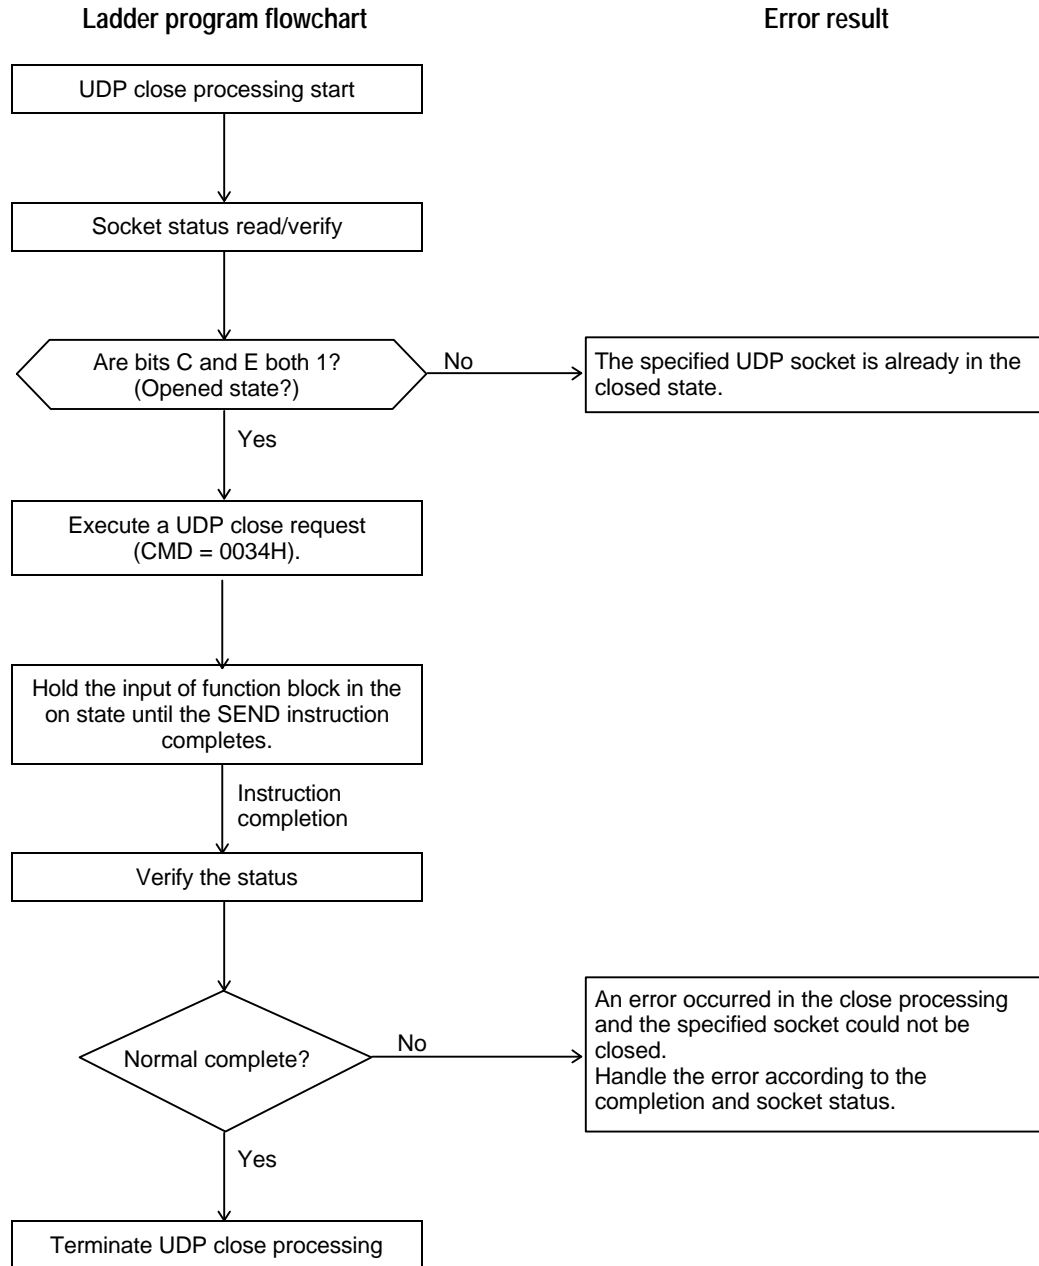 Ladder program flowchart
Error result
UDP close processing start
Socket status read/verify
Are bits C and E both 1?
(Opened state?)
No
The specified UDP socket is already in the
closed state.
Yes
Execute a UDP close request
(CMD = 0034H).
Hold the input of function block in the
on state until the SEND instruction
completes.
Instruction
completion
Verify the status
Normal complete?
No
An error occurred in the close processing
and the specified socket could not be
closed.
Handle the error according to the
completion and socket status.
Yes
Terminate UDP close processing